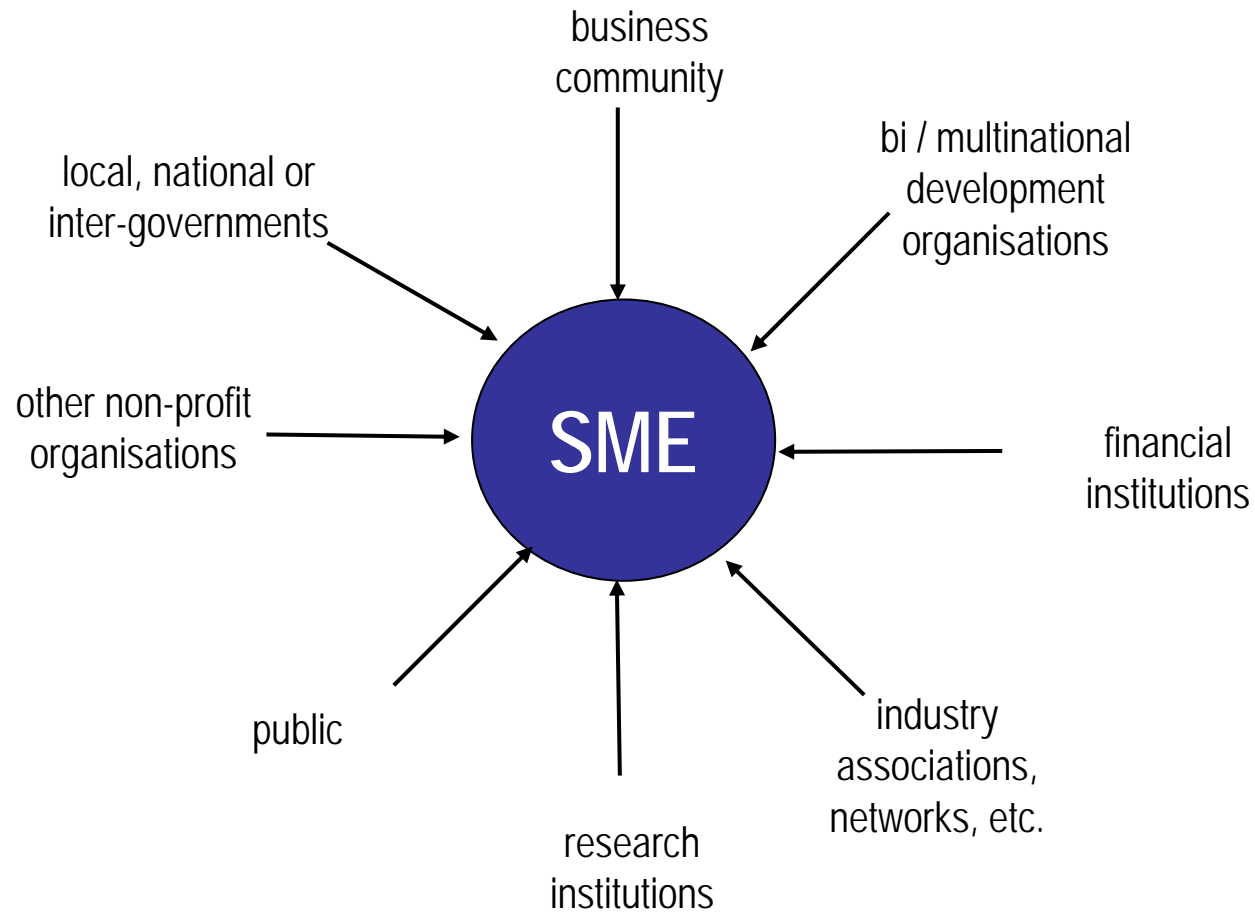 business
community
bi / multinational
development
organisations
local, national or
inter-governments
other non-profit
organisations
SME
financial
institutions
public
industry
associations,
networks, etc.
research
institutions